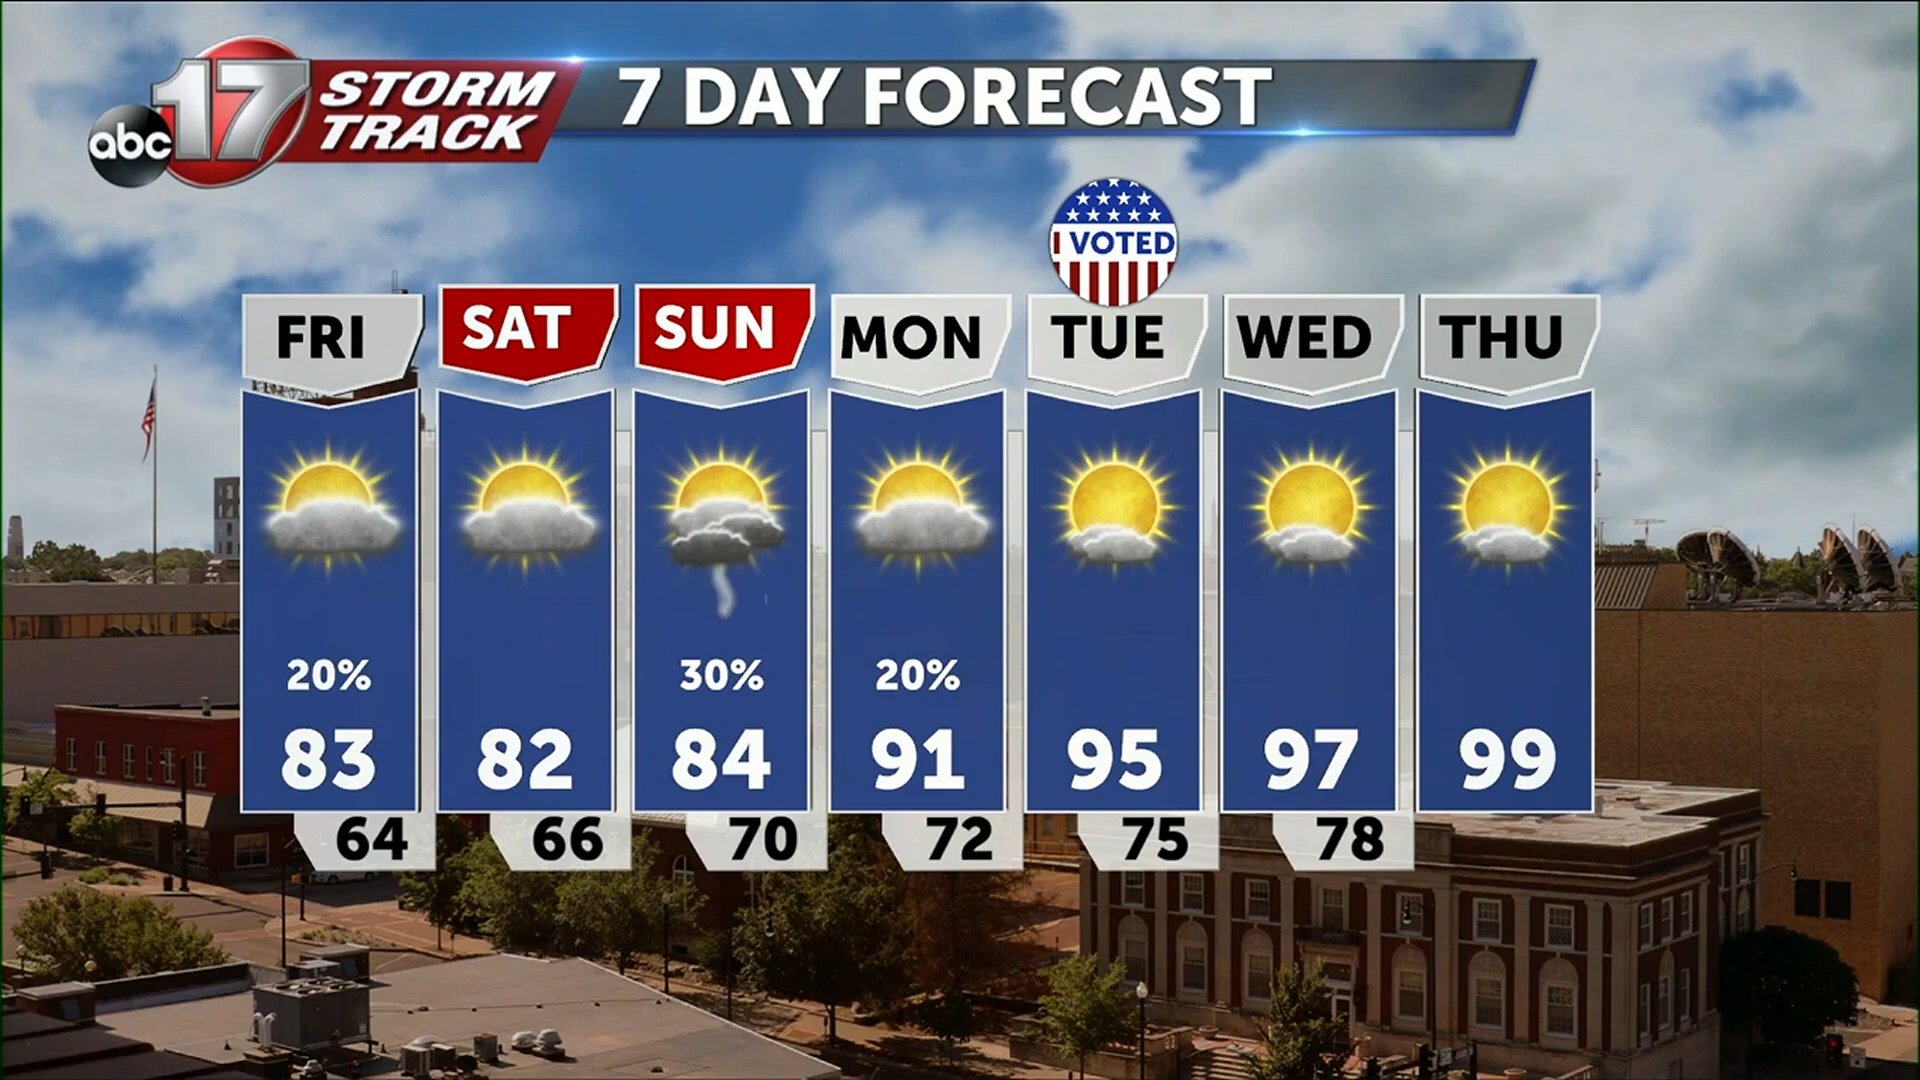 abc 17 STORM TRACK
7 DAY FORECAST
I VOTED
FRI SAT SUN MON TUE WED THU
20% 30% 20%
83 82 84 91 95 97 99
64 66 70 72 75 78